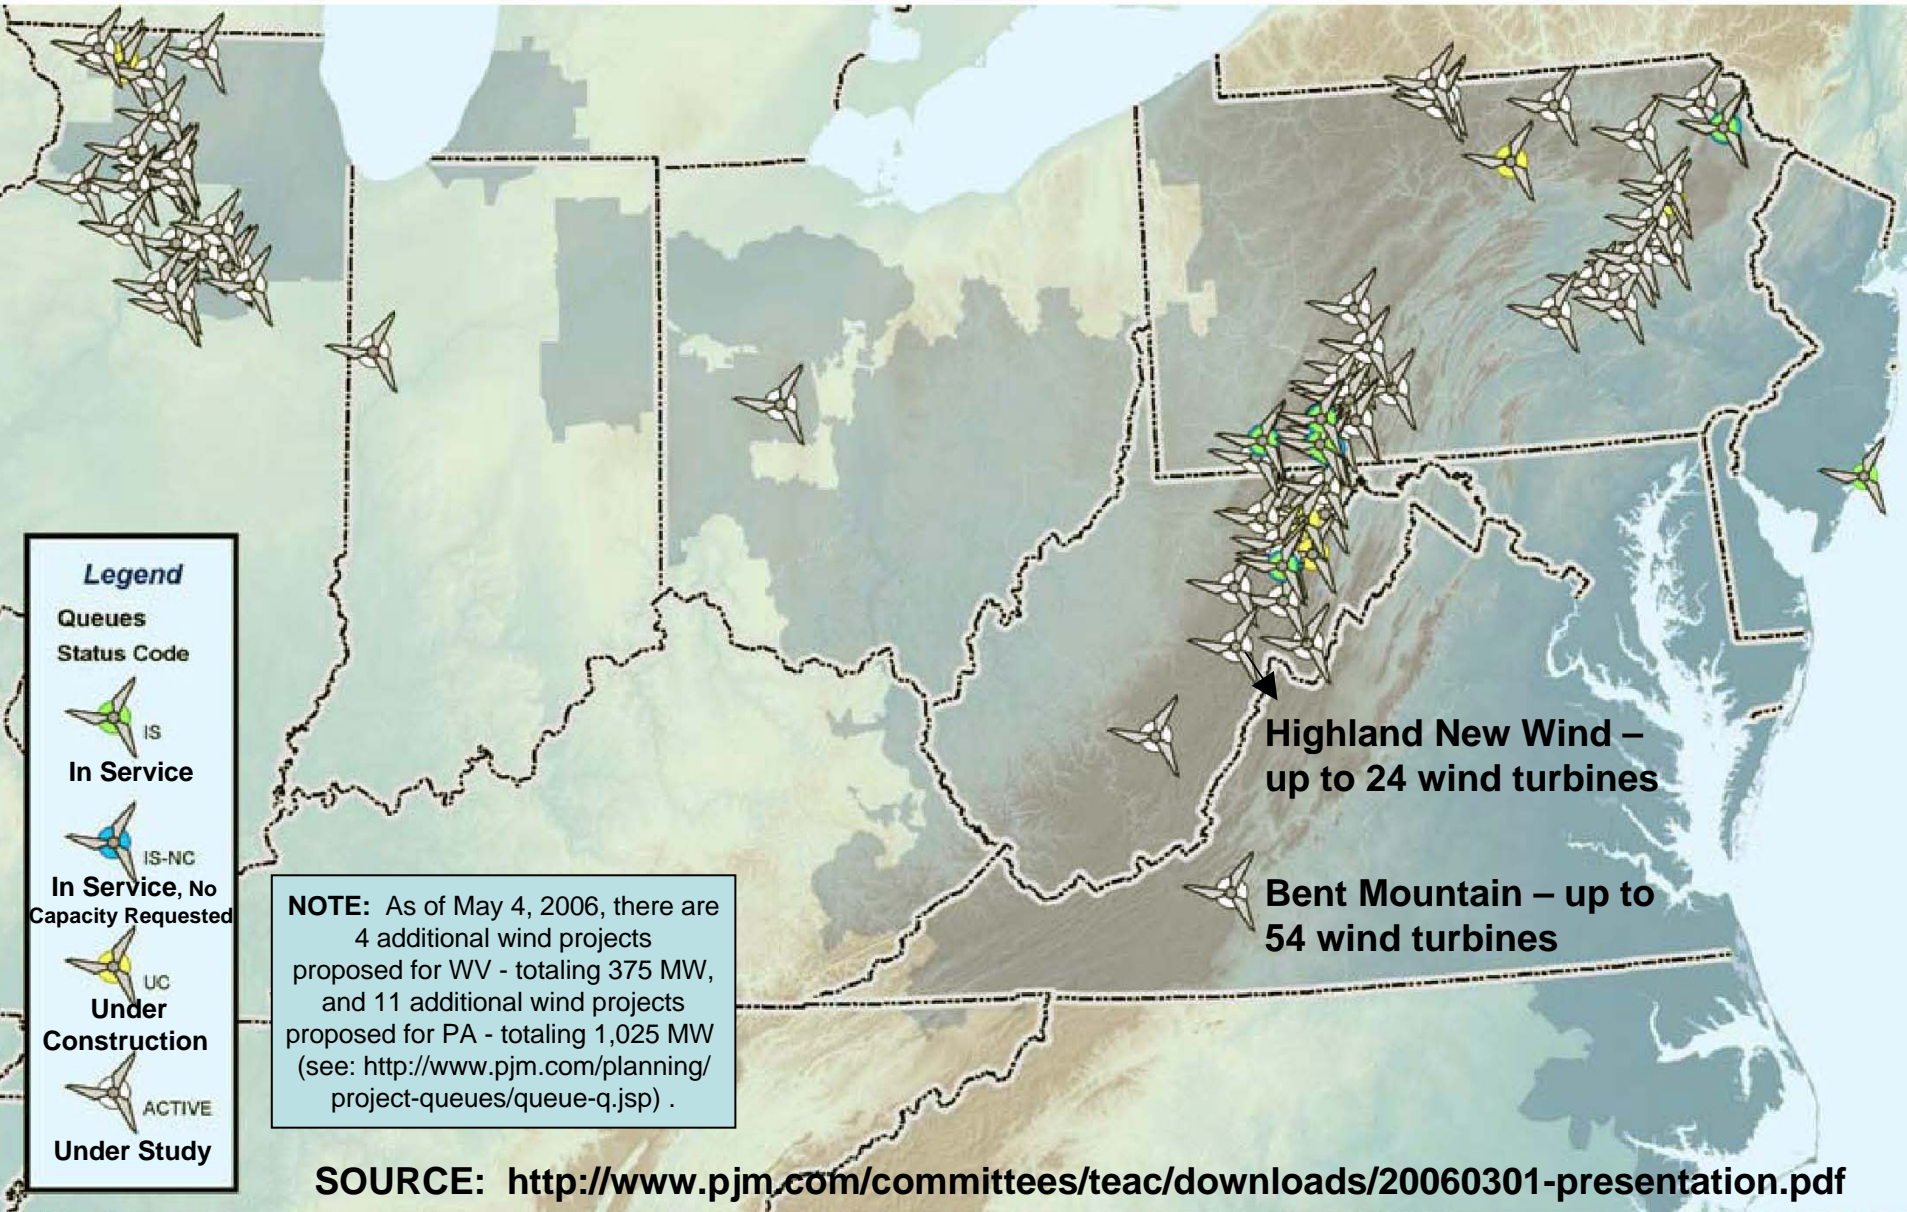 Legend
Queues
Status Code
IS
In Service
IS-NC
In Service, No
Capacity Requested
UC
Under
Construction
ACTIVE
Under Study
NOTE: As of May 4, 2006, there are
4 additional wind projects
proposed for WV - totaling 375 MW,
and 11 additional wind projects
proposed for PA - totaling 1,025 MW
(see: http://www.pjm.com/planning/
project-queues/queue-q.jsp) .
Highland New Wind –
up to 24 wind turbines
Bent Mountain – up to
54 wind turbines
SOURCE: http://www.pjm.com/committees/teac/downloads/20060301-presentation.pdf